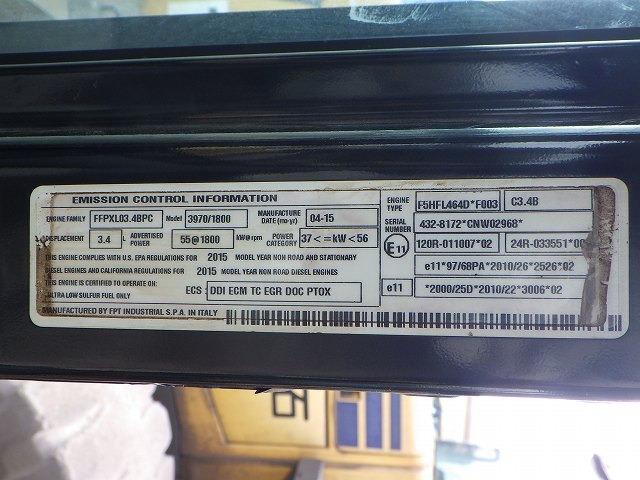 EMISSION CONTROL INFORMATION
ENGINE FAMILY FFPXL03.4BPC Model 3970/1800 MANUFACTURE DATE (mo-yr) 04-15
DISPLACEMENT 3.4 L ADVERTISED POWER 55@1800 kW@rpm POWER CATEGORY 37<=kW<56
THIS ENGINE COMPLIES WITH U.S. EPA REGULATIONS FOR 2015 MODEL YEAR NON ROAD AND STATIONARY
DIESEL ENGINES AND CALIFORNIA REGULATIONS FOR 2015 MODEL YEAR NON ROAD DIESEL ENGINES
THIS ENGINE IS CERTIFIED TO OPERATE ON:
ULTRA LOW SULFUR FUEL ONLY
ECS : DDI ECM TC EGR DOC PTOX
MANUFACTURED BY FPT INDUSTRIAL S.P.A. IN ITALY
ENGINE TYPE F5HFL464D*F003 C3.4B
SERIAL NUMBER 432-8172*CNW02968*
E11 120R-011007*02 24R-033551*00
e11*97/68PA*2010/26*2526*02
e11 *2000/25D*2010/22*3006*02